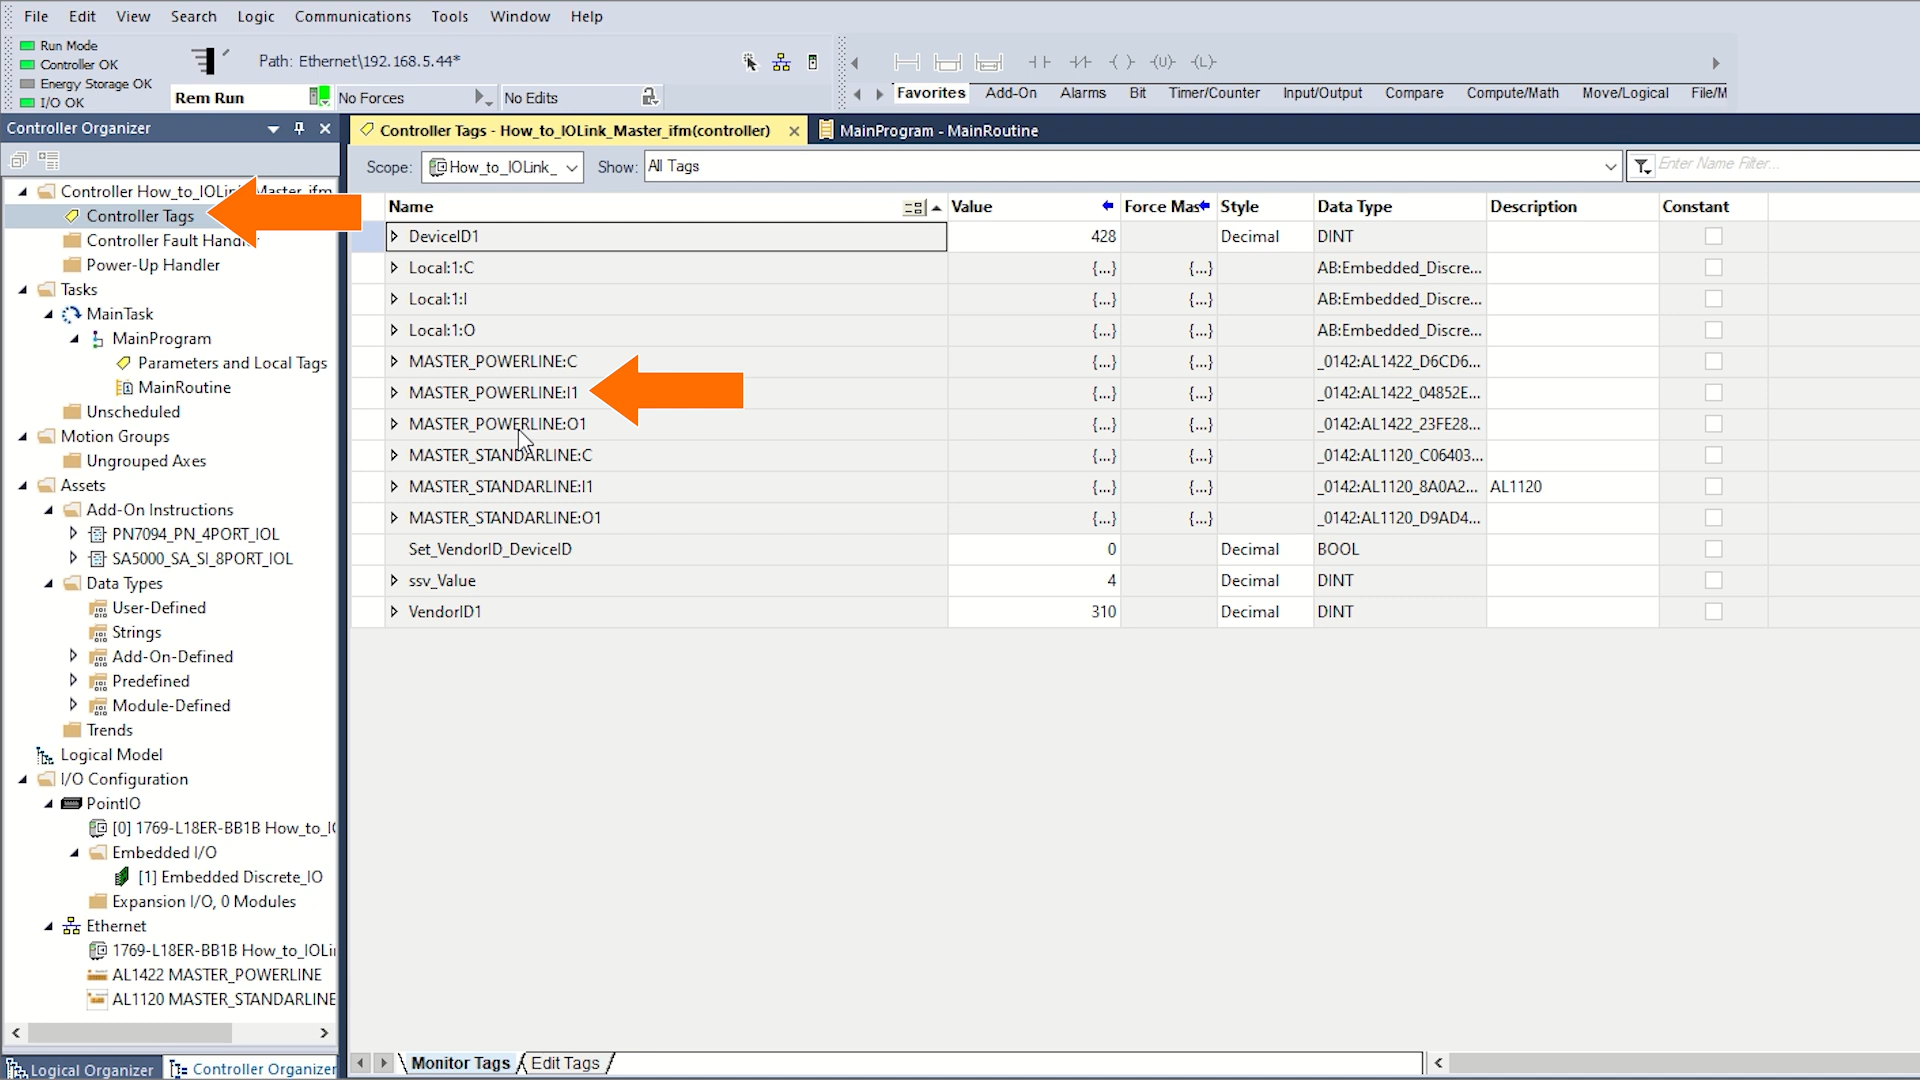 File Edit View Search Logic Communications Tools Window Help
Run Mode
Controller OK
Energy Storage OK
I/O OK
Path: Ethernet\192.168.5.44*
Rem Run No Forces No Edits
Favorites Add-On Alarms Bit Timer/Counter Input/Output Compare Compute/Math Move/Logical File/M
Controller Organizer
Controller Tags - How_to_IOLink_Master_ifm(controller) MainProgram - MainRoutine
Scope: How_to_IOLink_ Show: All Tags Enter Name Filter...
Controller How_to_IOLink_Master_ifm
Controller Tags
Controller Fault Handle
Power-Up Handler
Tasks
MainTask
MainProgram
Parameters and Local Tags
MainRoutine
Unscheduled
Motion Groups
Ungrouped Axes
Assets
Add-On Instructions
PN7094_PN_4PORT_IOL
SA5000_SA_SI_8PORT_IOL
Data Types
User-Defined
Strings
Add-On-Defined
Predefined
Module-Defined
Trends
Logical Model
I/O Configuration
PointIO
[0] 1769-L18ER-BB1B How_to_IO
Embedded I/O
[1] Embedded Discrete_IO
Expansion I/O, 0 Modules
Ethernet
1769-L18ER-BB1B How_to_IOLi
AL1422 MASTER_POWERLINE
AL1120 MASTER_STANDARLINE
Logical Organizer Controller Organizer
Name Value Force Mas Style Data Type Description Constant
DeviceID1 428 Decimal DINT
Local:1:C {...} {...} AB:Embedded_Discre...
Local:1:I {...} {...} AB:Embedded_Discre...
Local:1:O {...} {...} AB:Embedded_Discre...
MASTER_POWERLINE:C {...} {...} _0142:AL1422_D6CD6...
MASTER_POWERLINE:I1 {...} {...} _0142:AL1422_04852E...
MASTER_POWERLINE:O1 {...} {...} _0142:AL1422_23FE28...
MASTER_STANDARLINE:C {...} {...} _0142:AL1120_C06403...
MASTER_STANDARLINE:I1 {...} {...} _0142:AL1120_8A0A2... AL1120
MASTER_STANDARLINE:O1 {...} {...} _0142:AL1120_D9AD4...
Set_VendorID_DeviceID 0 Decimal BOOL
ssv_Value 4 Decimal DINT
VendorID1 310 Decimal DINT
Monitor Tags Edit Tags